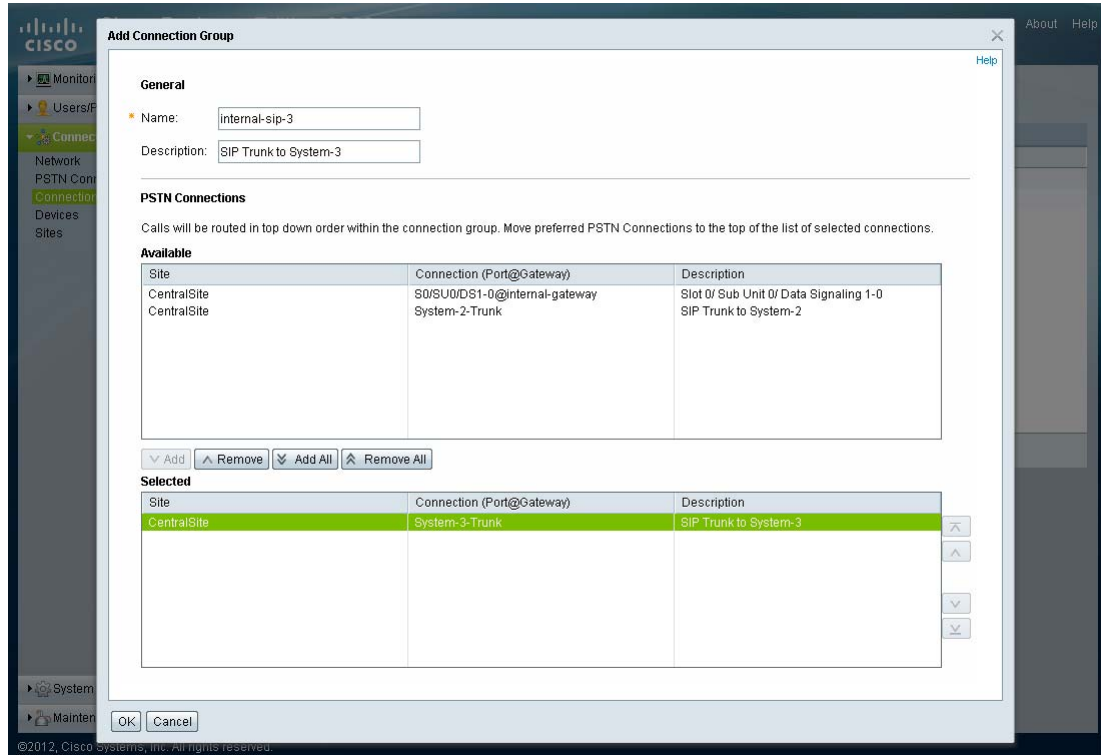 CISCO
About Help
Add Connection Group
Help
Monitori
Users/P
Connec
Network
PSTN Conn
Connection
Devices
Sites
System
Mainten
General
* Name: internal-sip-3
Description: SIP Trunk to System-3
PSTN Connections
Calls will be routed in top down order within the connection group. Move preferred PSTN Connections to the top of the list of selected connections.
Available
Site Connection (Port@Gateway) Description
CentralSite S0/SU0/DS1-0@internal-gateway Slot 0/ Sub Unit 0/ Data Signaling 1-0
CentralSite System-2-Trunk SIP Trunk to System-2
Add Remove Add All Remove All
Selected
Site Connection (Port@Gateway) Description
CentralSite System-3-Trunk SIP Trunk to System-3
OK Cancel
©2012, Cisco Systems, Inc. All rights reserved.